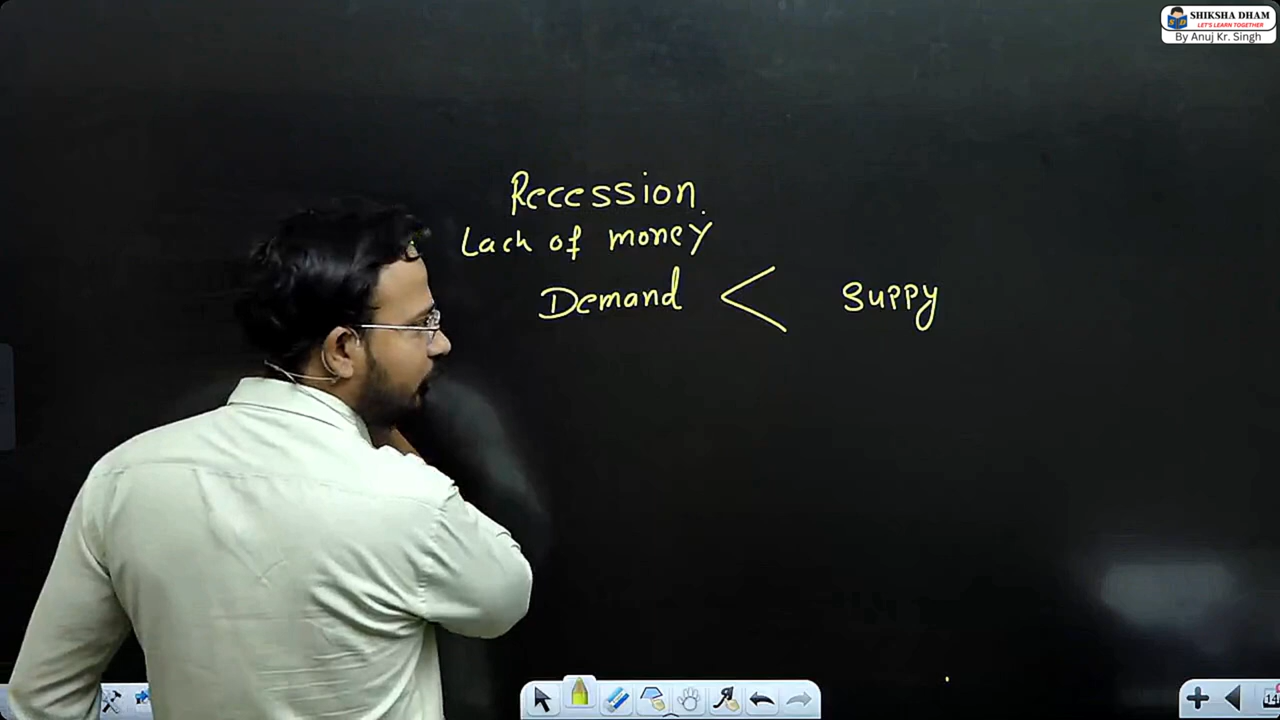 SHIKSHA DHAM
LET'S LEARN TOGETHER
By Anuj Kr. Singh
Recession.
Lack of money
Demand < Suppy